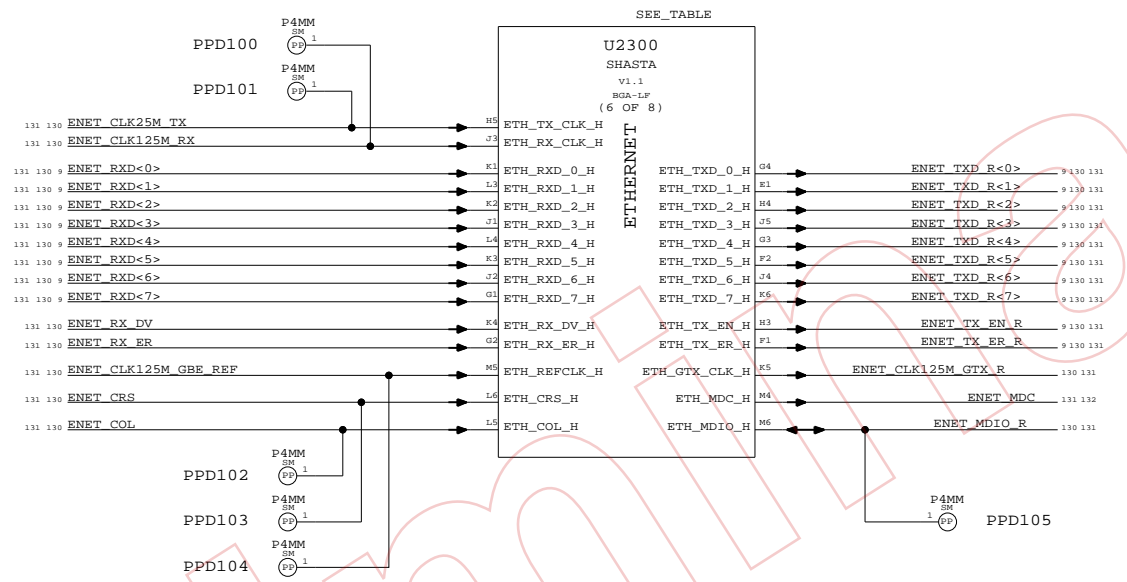 SEE_TABLE
P4MM
SM
PPD100 PP 1
U2300
SHASTA
V1.1
BGA-LF
(6 OF 8)
ETHERNET
P4MM
SM
PPD101 PP 1
131 130 ENET_CLK25M_TX H5 ETH_TX_CLK_H
131 130 ENET_CLK125M_RX J3 ETH_RX_CLK_H
131 130 9 ENET_RXD<0> K1 ETH_RXD_0_H ETH_TXD_0_H G4 ENET_TXD_R<0> 9 130 131
131 130 9 ENET_RXD<1> L3 ETH_RXD_1_H ETH_TXD_1_H E1 ENET_TXD_R<1> 9 130 131
131 130 9 ENET_RXD<2> K2 ETH_RXD_2_H ETH_TXD_2_H H4 ENET_TXD_R<2> 9 130 131
131 130 9 ENET_RXD<3> J1 ETH_RXD_3_H ETH_TXD_3_H J5 ENET_TXD_R<3> 9 130 131
131 130 9 ENET_RXD<4> L4 ETH_RXD_4_H ETH_TXD_4_H G3 ENET_TXD_R<4> 9 130 131
131 130 9 ENET_RXD<5> K3 ETH_RXD_5_H ETH_TXD_5_H F2 ENET_TXD_R<5> 9 130 131
131 130 9 ENET_RXD<6> J2 ETH_RXD_6_H ETH_TXD_6_H J4 ENET_TXD_R<6> 9 130 131
131 130 9 ENET_RXD<7> G1 ETH_RXD_7_H ETH_TXD_7_H K6 ENET_TXD_R<7> 9 130 131
131 130 ENET_RX_DV K4 ETH_RX_DV_H ETH_TX_EN_H H3 ENET_TX_EN_R 9 130 131
131 130 ENET_RX_ER G2 ETH_RX_ER_H ETH_TX_ER_H F1 ENET_TX_ER_R 9 130 131
131 130 ENET_CLK125M_GBE_REF M5 ETH_REFCLK_H ETH_GTX_CLK_H K5 ENET_CLK125M_GTX_R 130 131
131 130 ENET_CRS L6 ETH_CRS_H ETH_MDC_H M4 ENET_MDC 131 132
131 130 ENET_COL L5 ETH_COL_H ETH_MDIO_H M6 ENET_MDIO_R 130 131
P4MM
SM
PPD102 PP 1
P4MM
SM
PPD103 PP 1
P4MM
SM
1 PP PPD105
P4MM
SM
PPD104 PP 1